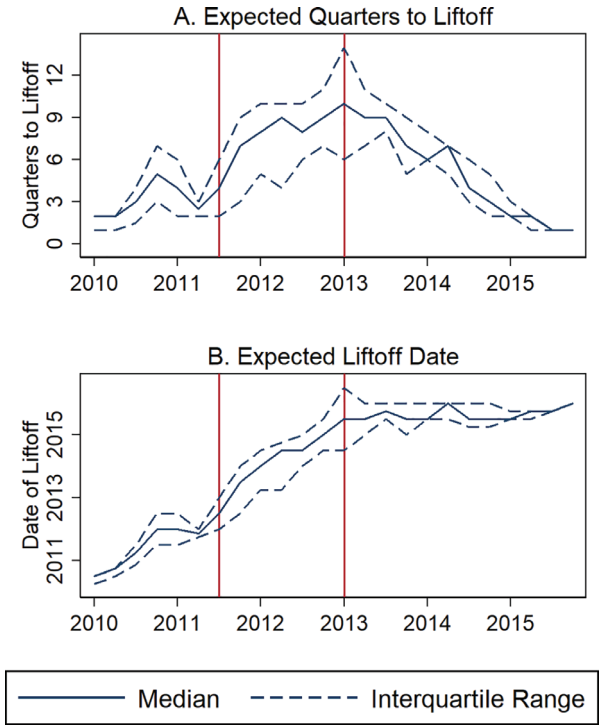 A. Expected Quarters to Liftoff
Quarters to Liftoff
12
9
6
3
0
2010 2011 2012 2013 2014 2015
B. Expected Liftoff Date
Date of Liftoff
2015
2013
2011
2010 2011 2012 2013 2014 2015
Median Interquartile Range